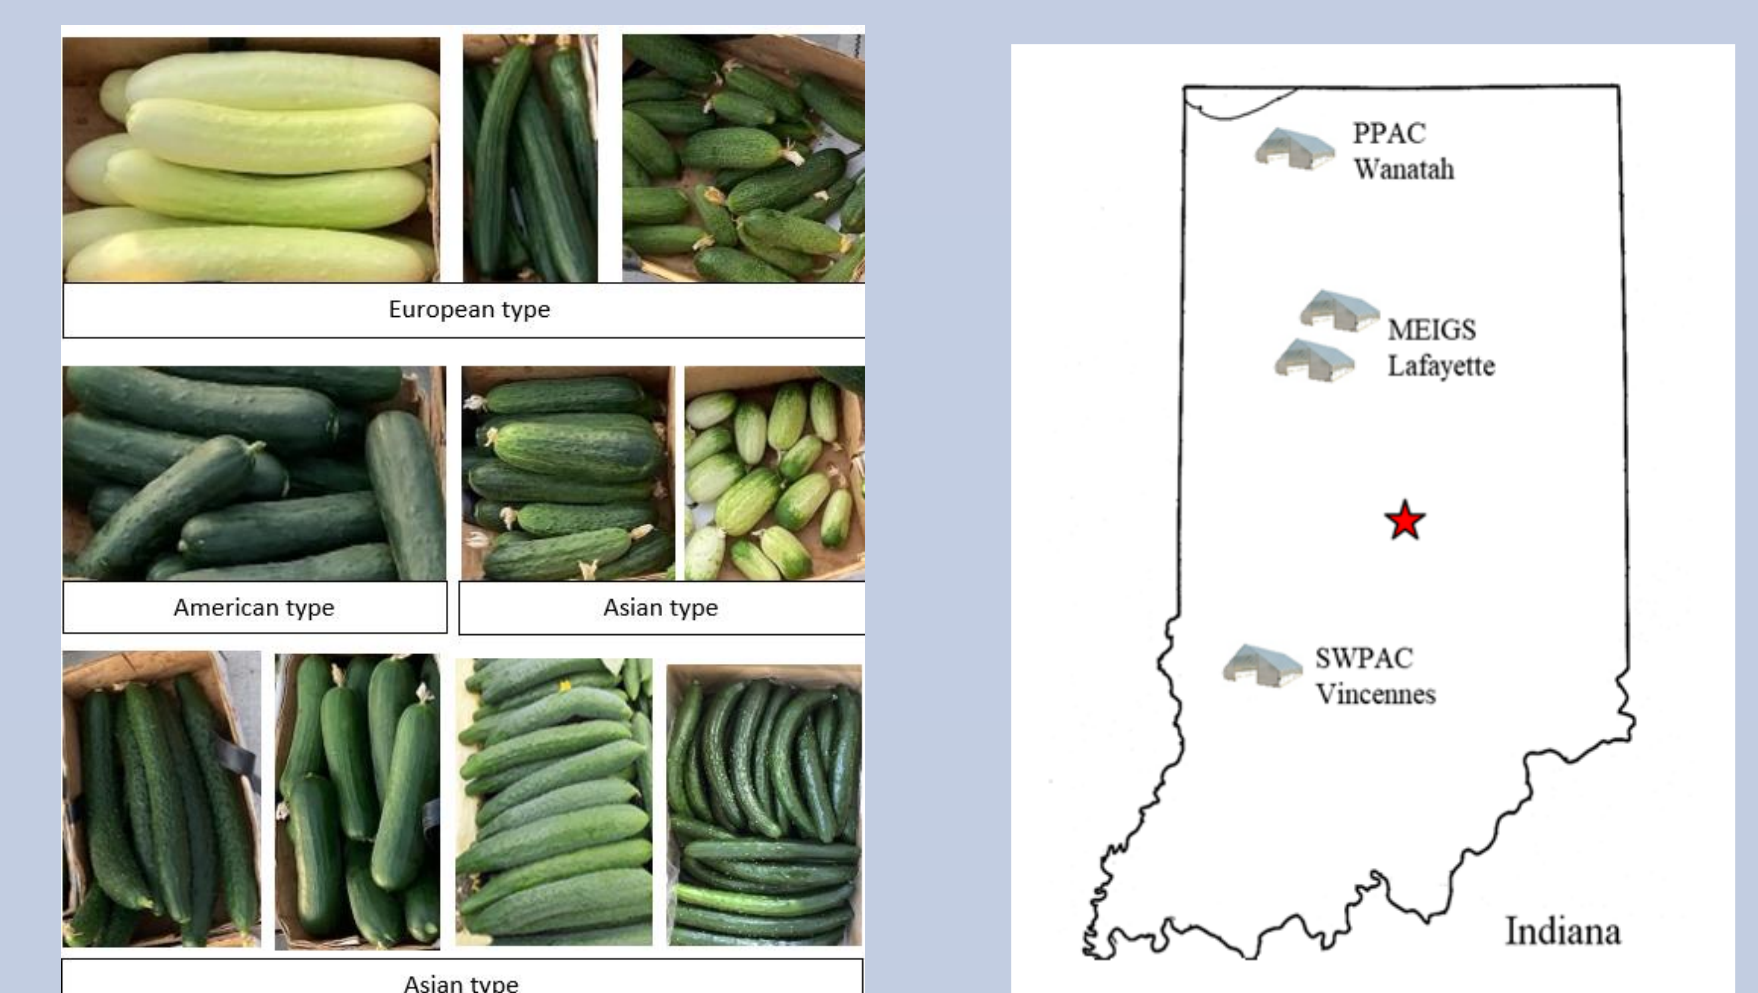 European type
American type
Asian type
Asian type
PPAC
Wanatah
MEIGS
Lafayette
SWPAC
Vincennes
Indiana